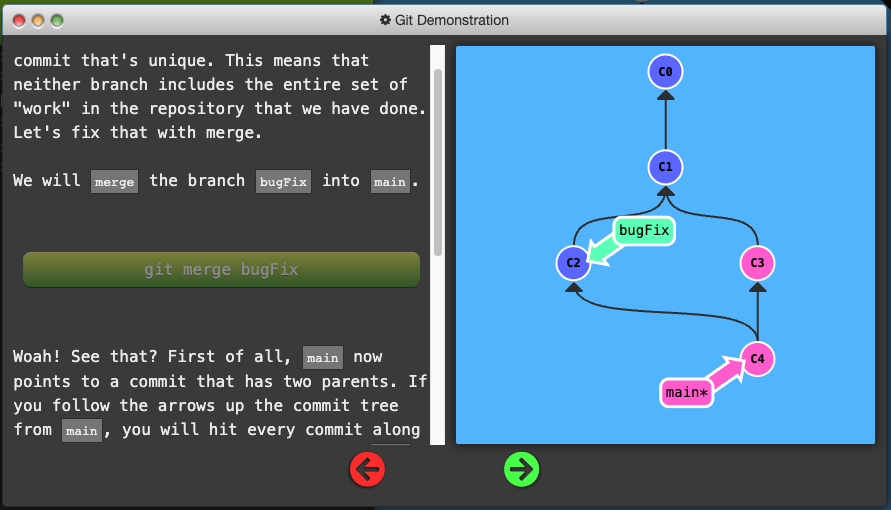 Git Demonstration
commit that's unique. This means that
neither branch includes the entire set of
"work" in the repository that we have done.
Let's fix that with merge.
We will merge the branch bugFix into main.
git merge bugFix
Woah! See that? First of all, main now
points to a commit that has two parents. If
you follow the arrows up the commit tree
from main, you will hit every commit along
C0
C1
bugFix
C2
C3
C4
main*